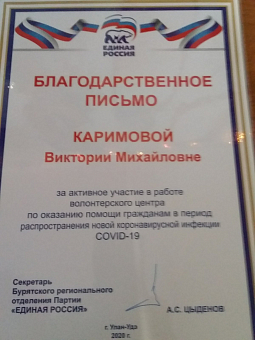 ЕДИНАЯ
РОССИЯ
БЛАГОДАРСТВЕННОЕ
ПИСЬМО
КАРИМОВОЙ
Виктории Михайловне
за активное участие в работе
волонтерского центра
по оказанию помощи гражданам в период
распространения новой коронавирусной инфекции
COVID-19
Секретарь
Бурятского регионального
отделения Партии
«ЕДИНАЯ РОССИЯ»
А.С. ЦЫДЕНОВ
г. Улан-Удэ
2020 г.